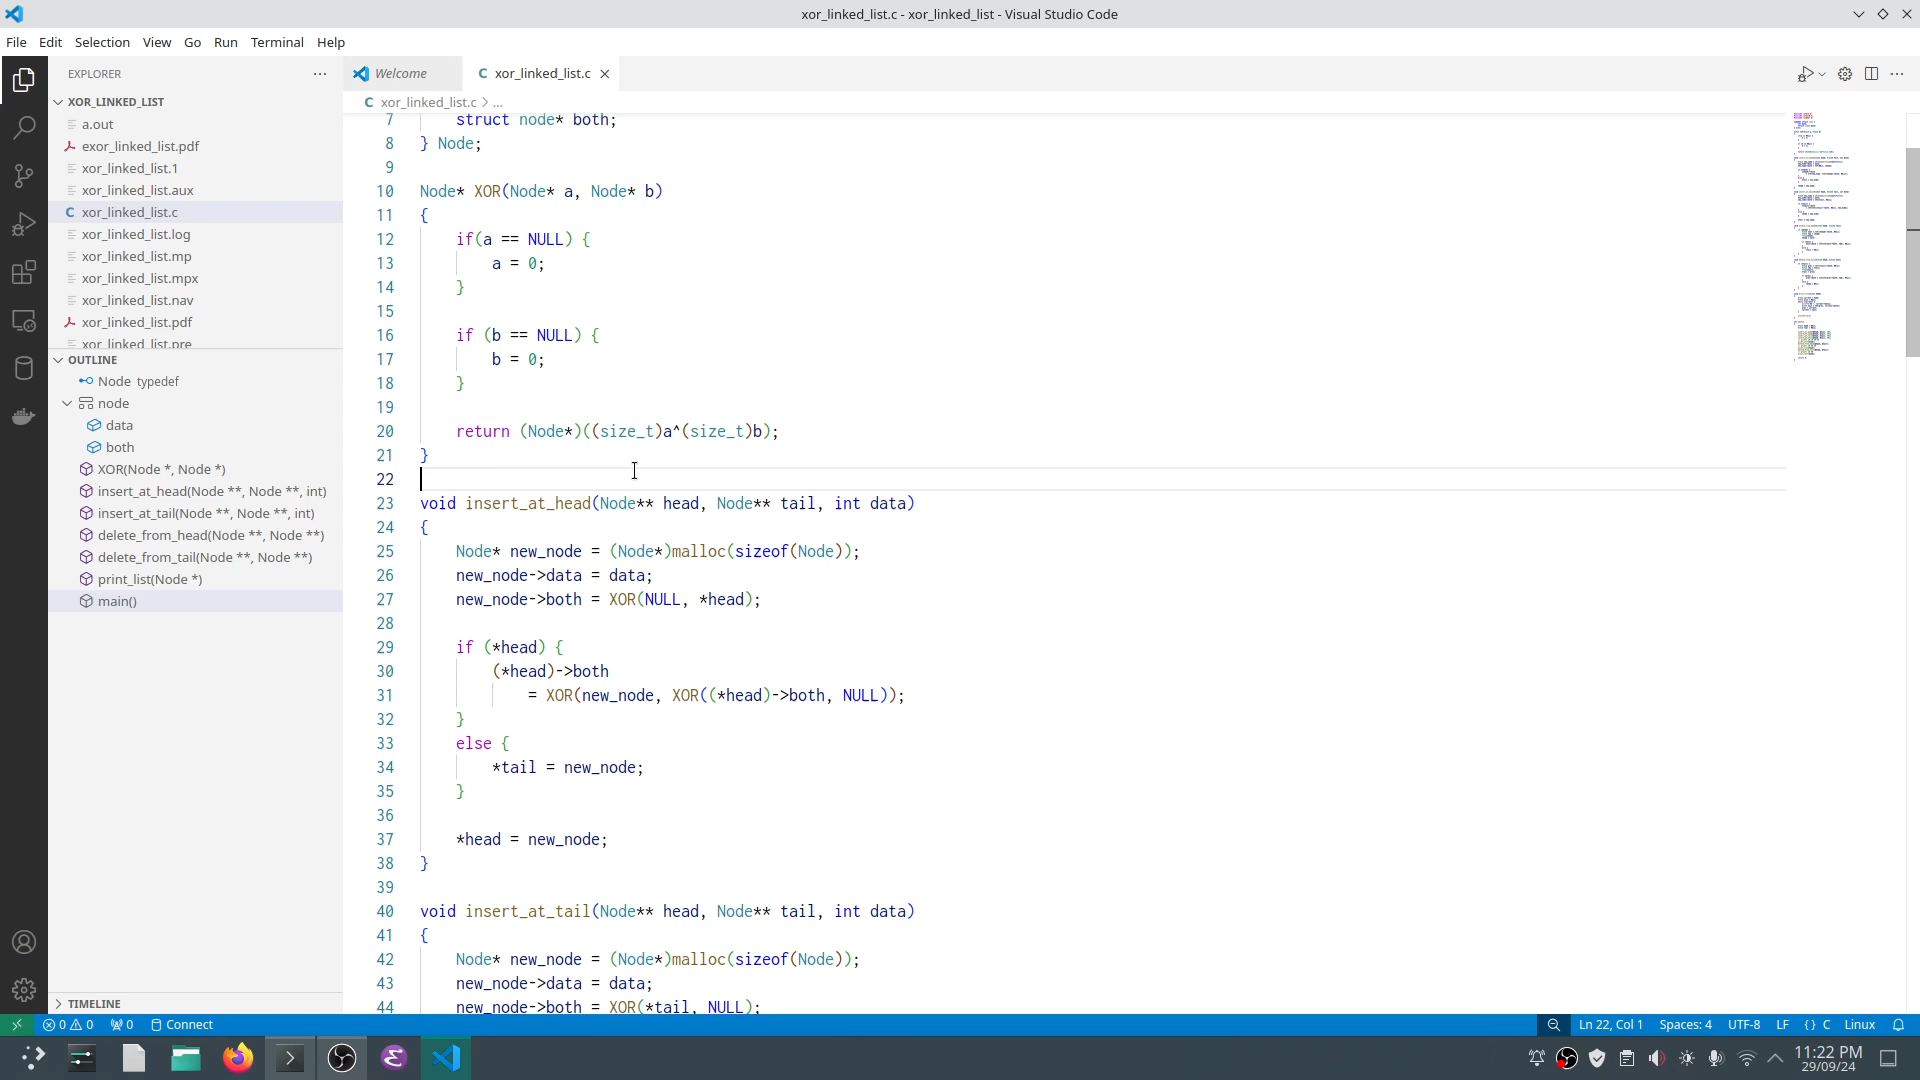 xor_linked_list.c - xor_linked_list - Visual Studio Code
File Edit Selection View Go Run Terminal Help
EXPLORER
XOR_LINKED_LIST
a.out
exor_linked_list.pdf
xor_linked_list.1
xor_linked_list.aux
xor_linked_list.c
xor_linked_list.log
xor_linked_list.mp
xor_linked_list.mpx
xor_linked_list.nav
xor_linked_list.pdf
xor_linked_list.pre
OUTLINE
Node typedef
node
data
both
XOR(Node *, Node *)
insert_at_head(Node **, Node **, int)
insert_at_tail(Node **, Node **, int)
delete_from_head(Node **, Node **)
delete_from_tail(Node **, Node **)
print_list(Node *)
main()
TIMELINE
Welcome
C xor_linked_list.c
C xor_linked_list.c > ...
7 struct node* both;
8 } Node;
9
10 Node* XOR(Node* a, Node* b)
11 {
12 if(a == NULL) {
13 a = 0;
14 }
15
16 if (b == NULL) {
17 b = 0;
18 }
19
20 return (Node*)((size_t)a^(size_t)b);
21 }
22
23 void insert_at_head(Node** head, Node** tail, int data)
24 {
25 Node* new_node = (Node*)malloc(sizeof(Node));
26 new_node->data = data;
27 new_node->both = XOR(NULL, *head);
28
29 if (*head) {
30 (*head)->both
31 = XOR(new_node, XOR((*head)->both, NULL));
32 }
33 else {
34 *tail = new_node;
35 }
36
37 *head = new_node;
38 }
39
40 void insert_at_tail(Node** head, Node** tail, int data)
41 {
42 Node* new_node = (Node*)malloc(sizeof(Node));
43 new_node->data = data;
44 new_node->both = XOR(*tail, NULL);
0 0 0 Connect
Ln 22, Col 1 Spaces: 4 UTF-8 LF {} C Linux
11:22 PM
29/09/24